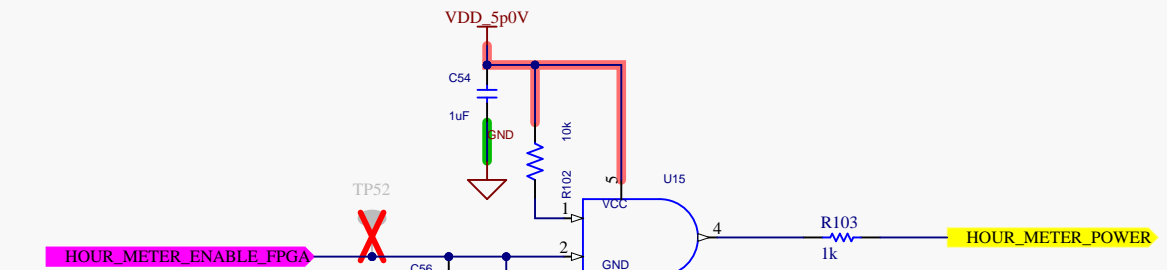 VDD_5p0V
C54
1uF
GND
10k
R102
5
U15
VCC
TP52
1
2
4
R103
1k
HOUR_METER_POWER
HOUR_METER_ENABLE_FPGA
C56
GND